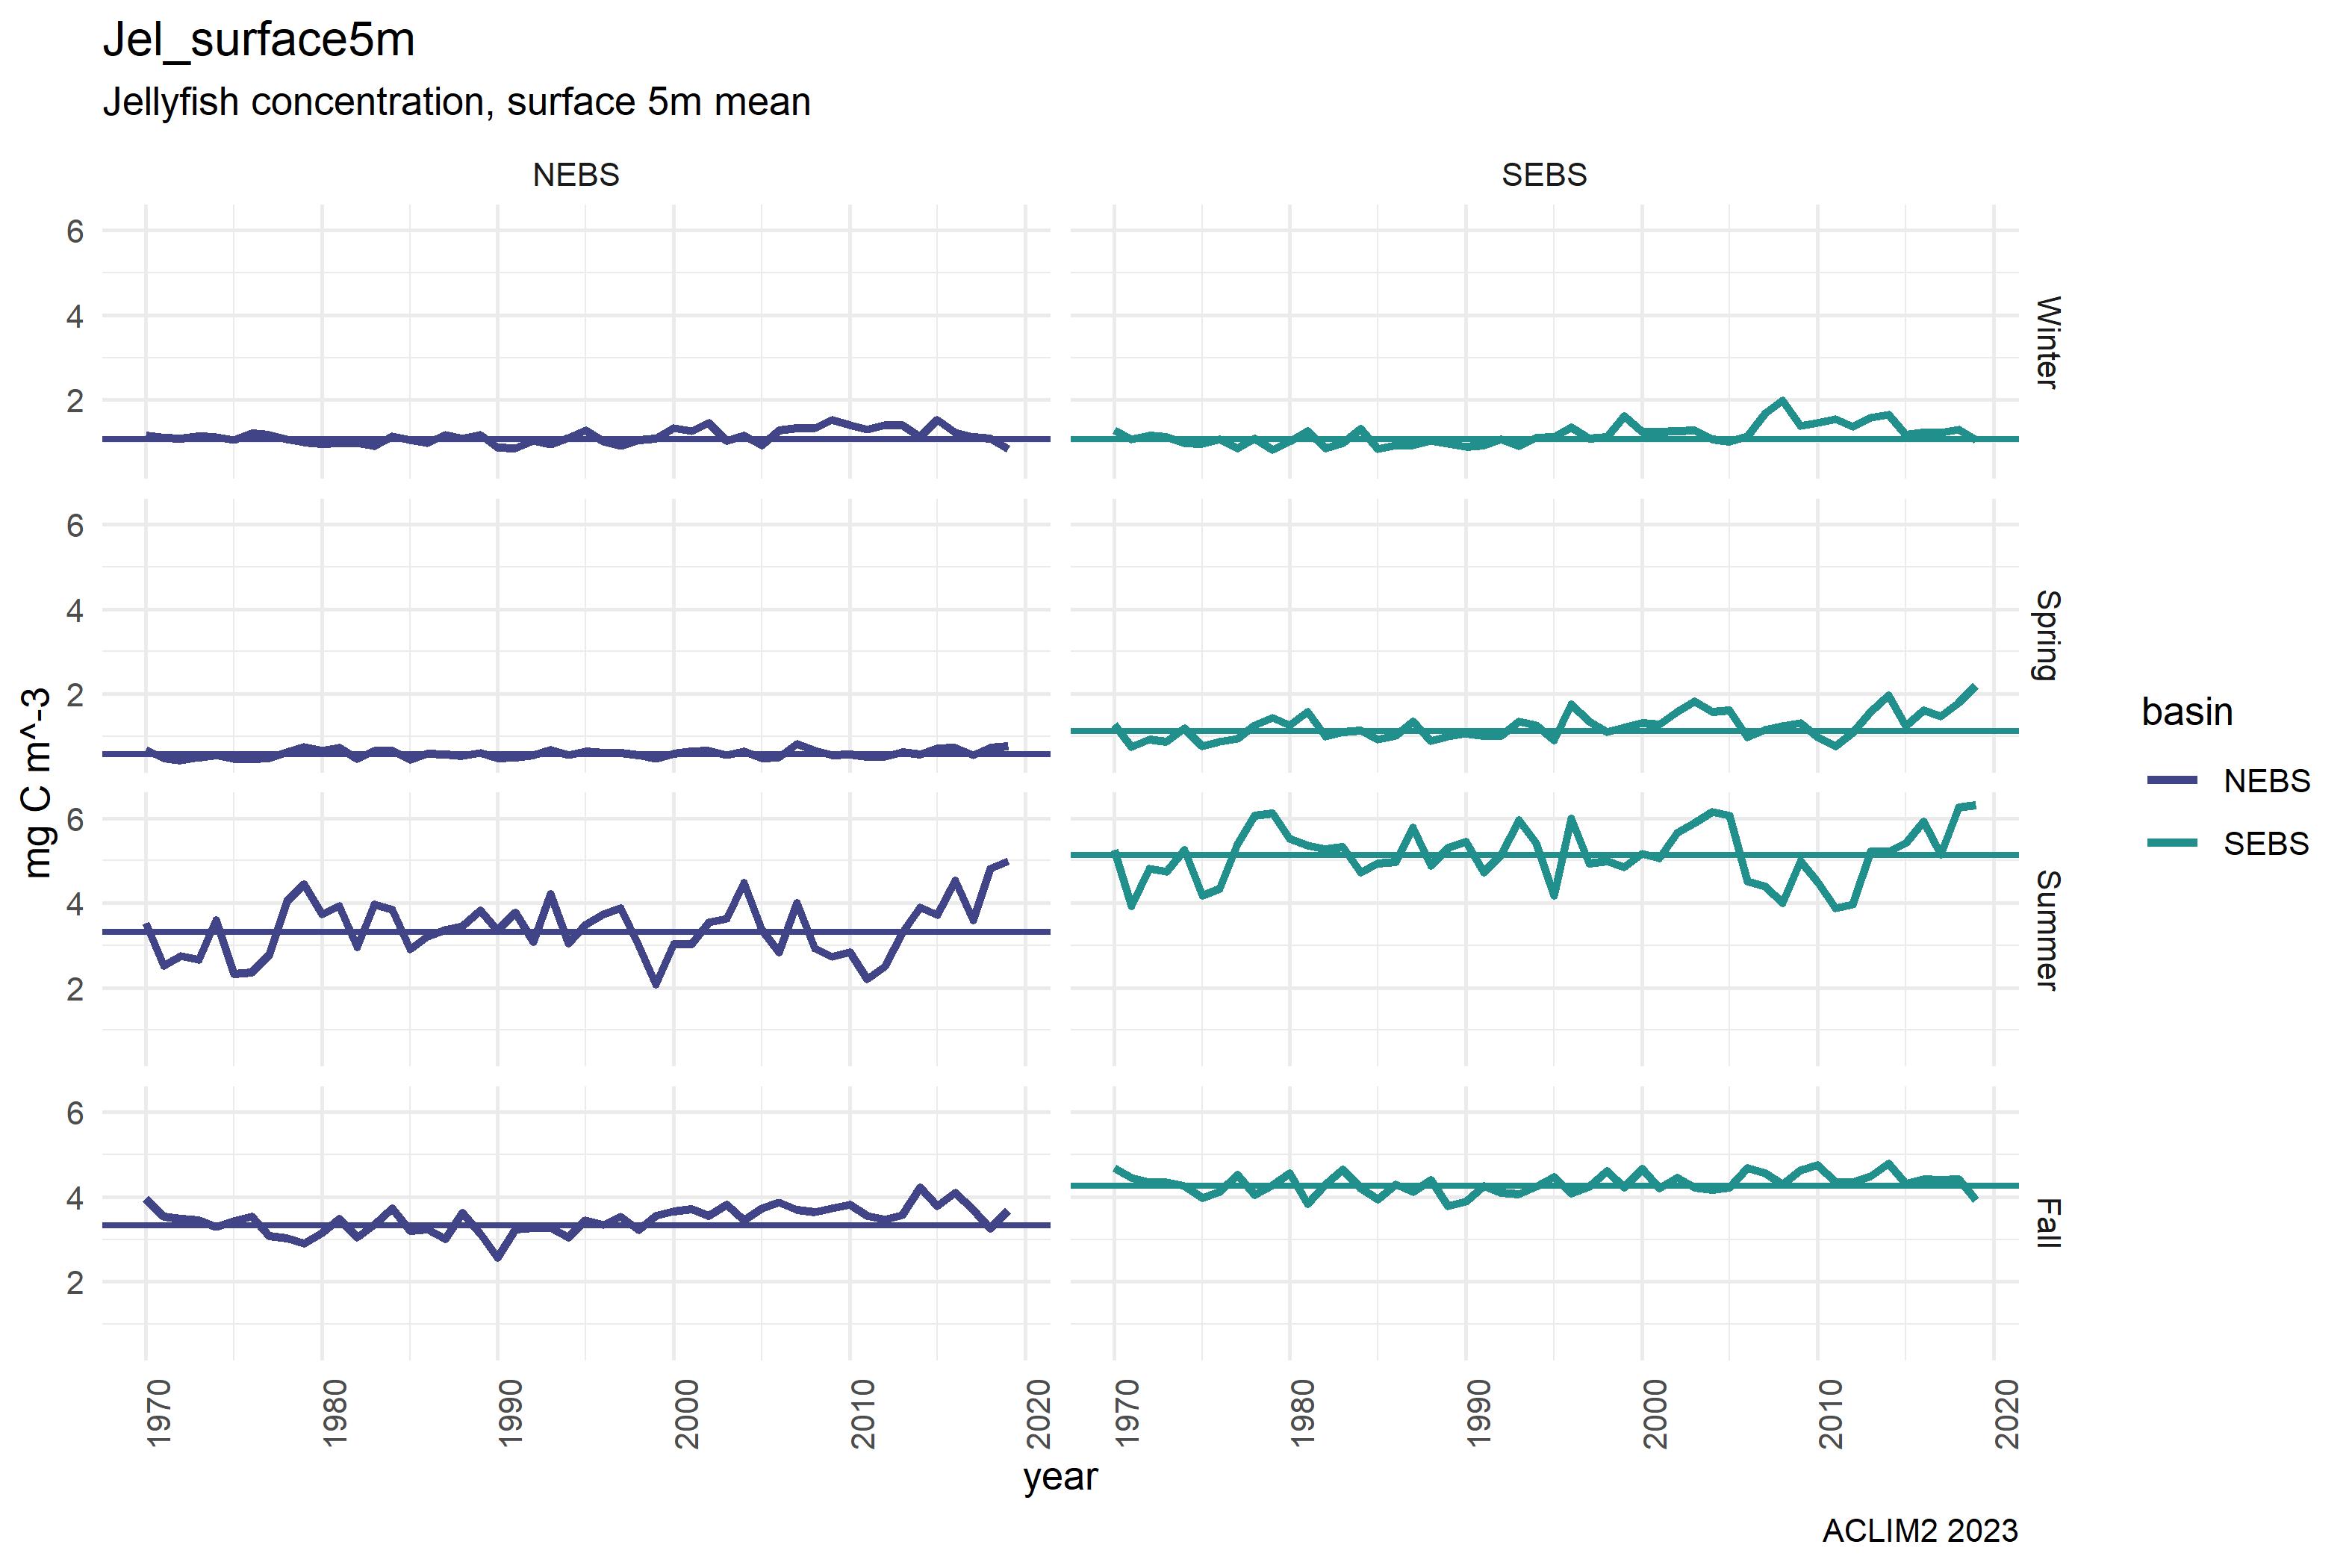 Jel_surface5m
Jellyfish concentration, surface 5m mean
NEBS
SEBS
6
4
2
Winter
6
4
2
Spring
6
4
2
Summer
6
4
2
Fall
mg C m^-3
1970
1980
1990
2000
2010
2020
1970
1980
1990
2000
2010
2020
year
basin
NEBS
SEBS
ACLIM2 2023